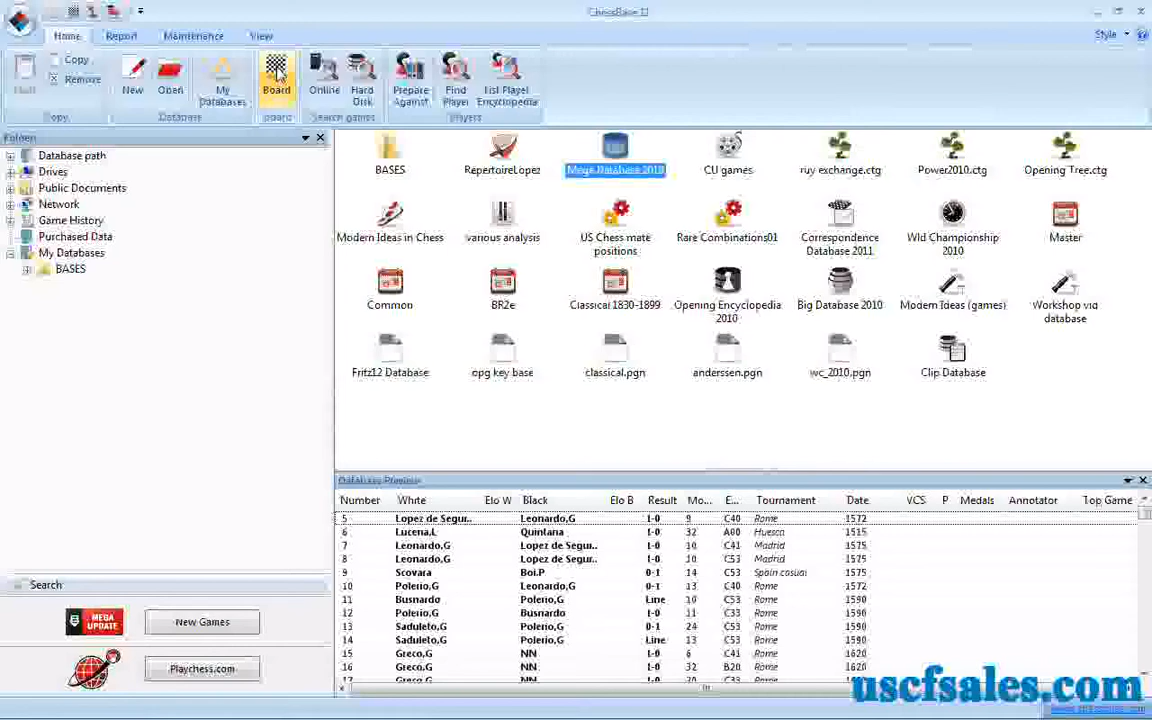 ChessBase 11
Home Report Maintenance View
Style
Copy
Remove
New
Open
My Databases
Board
Online
Hard Disk
Prepare Against
Find Player
List Player Encyclopedia
Copy Database Board Search games Players
Folders
Database path
Drives
Public Documents
Network
Game History
Purchased Data
My Databases
BASES
BASES
RepertoireLopez
Mega Database 2010
CU games
ruy exchange.ctg
Power2010.ctg
Opening Tree.ctg
Modern Ideas in Chess
various analysis
US Chess mate positions
Rare Combinations01
Correspondence Database 2011
Wld Championship 2010
Master
Common
BR2e
Classical 1830-1899
Opening Encyclopedia 2010
Big Database 2010
Modern Ideas (games)
Workshop via database
Fritz12 Database
opg key base
classical.pgn
anderssen.pgn
wc_2010.pgn
Clip Database
Database Preview
Number White Elo W Black Elo B Result Mo... E... Tournament Date VCS P Medals Annotator Top Game
5 Lopez de Segur.. Leonardo,G 1-0 9 C40 Rome 1572
6 Lucena,L Quintana 1-0 32 A00 Huesca 1515
7 Leonardo,G Lopez de Segur.. 1-0 10 C41 Madrid 1575
8 Leonardo,G Lopez de Segur.. 1-0 10 C53 Madrid 1575
9 Scovara Boi,P 0-1 14 C53 Spain casual 1575
10 Polerio,G Leonardo,G 0-1 13 C40 Rome 1572
11 Busnardo Polerio,G Line 10 C53 Rome 1590
12 Polerio,G Busnardo 1-0 11 C33 Rome 1590
13 Saduleto,G Polerio,G 0-1 24 C53 Rome 1590
14 Saduleto,G Polerio,G Line 13 C53 Rome 1590
15 Greco,G NN 1-0 6 C41 Rome 1620
16 Greco,G NN 1-0 32 B20 Rome 1620
Search
MEGA UPDATE
New Games
Playchess.com
uscfsales.com